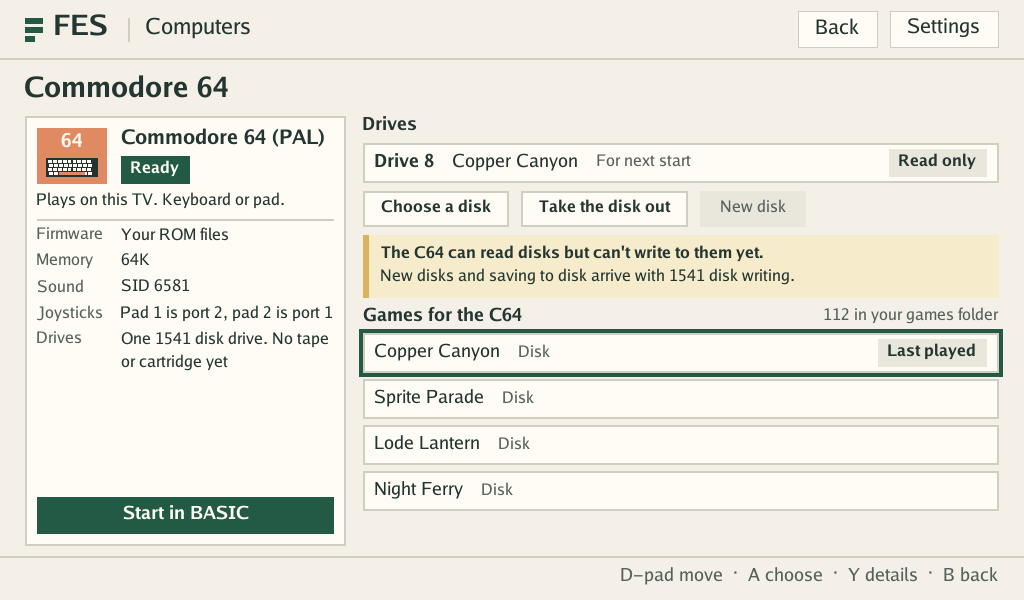 FES
Computers
Back
Settings
Commodore 64
64
Commodore 64 (PAL)
Ready
Plays on this TV. Keyboard or pad.
Firmware Your ROM files
Memory 64K
Sound SID 6581
Joysticks Pad 1 is port 2, pad 2 is port 1
Drives One 1541 disk drive. No tape
or cartridge yet
Start in BASIC
Drives
Drive 8 Copper Canyon For next start Read only
Choose a disk Take the disk out New disk
The C64 can read disks but can't write to them yet.
New disks and saving to disk arrive with 1541 disk writing.
Games for the C64 112 in your games folder
Copper Canyon Disk Last played
Sprite Parade Disk
Lode Lantern Disk
Night Ferry Disk
D-pad move · A choose · Y details · B back